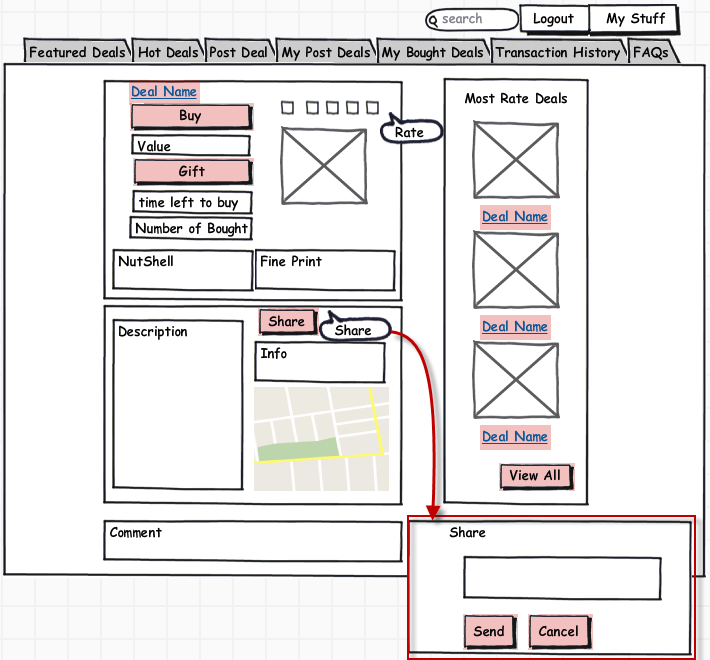 search
Logout
My Stuff
Featured Deals
Hot Deals
Post Deal
My Post Deals
My Bought Deals
Transaction History
FAQs
Deal Name
Buy
Value
Gift
time left to buy
Number of Bought
Rate
NutShell
Fine Print
Description
Share
Share
Info
Comment
Most Rate Deals
Deal Name
Deal Name
Deal Name
View All
Share
Send
Cancel